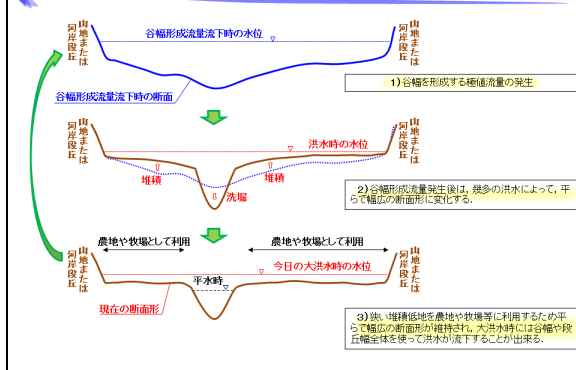 山地または
河岸段丘
谷幅形成流量流下時の水位
山地または
河岸段丘
谷幅形成流量流下時の断面
1)谷幅を形成する極値流量の発生
山地または
河岸段丘
洪水時の水位
山地または
河岸段丘
堆積
堆積
洗堀
2)谷幅形成流量発生後は,幾多の洪水によって,平
らで幅広の断面形に変化する.
山地または
河岸段丘
農地や牧場として利用
農地や牧場として利用
山地または
河岸段丘
今日の大洪水時の水位
平水時
現在の断面形
3)狭い堆積低地を農地や牧場等に利用するため平
らで幅広の断面形が維持され,大洪水時には谷幅や段
丘幅全体を使って洪水が流下することが出来る.